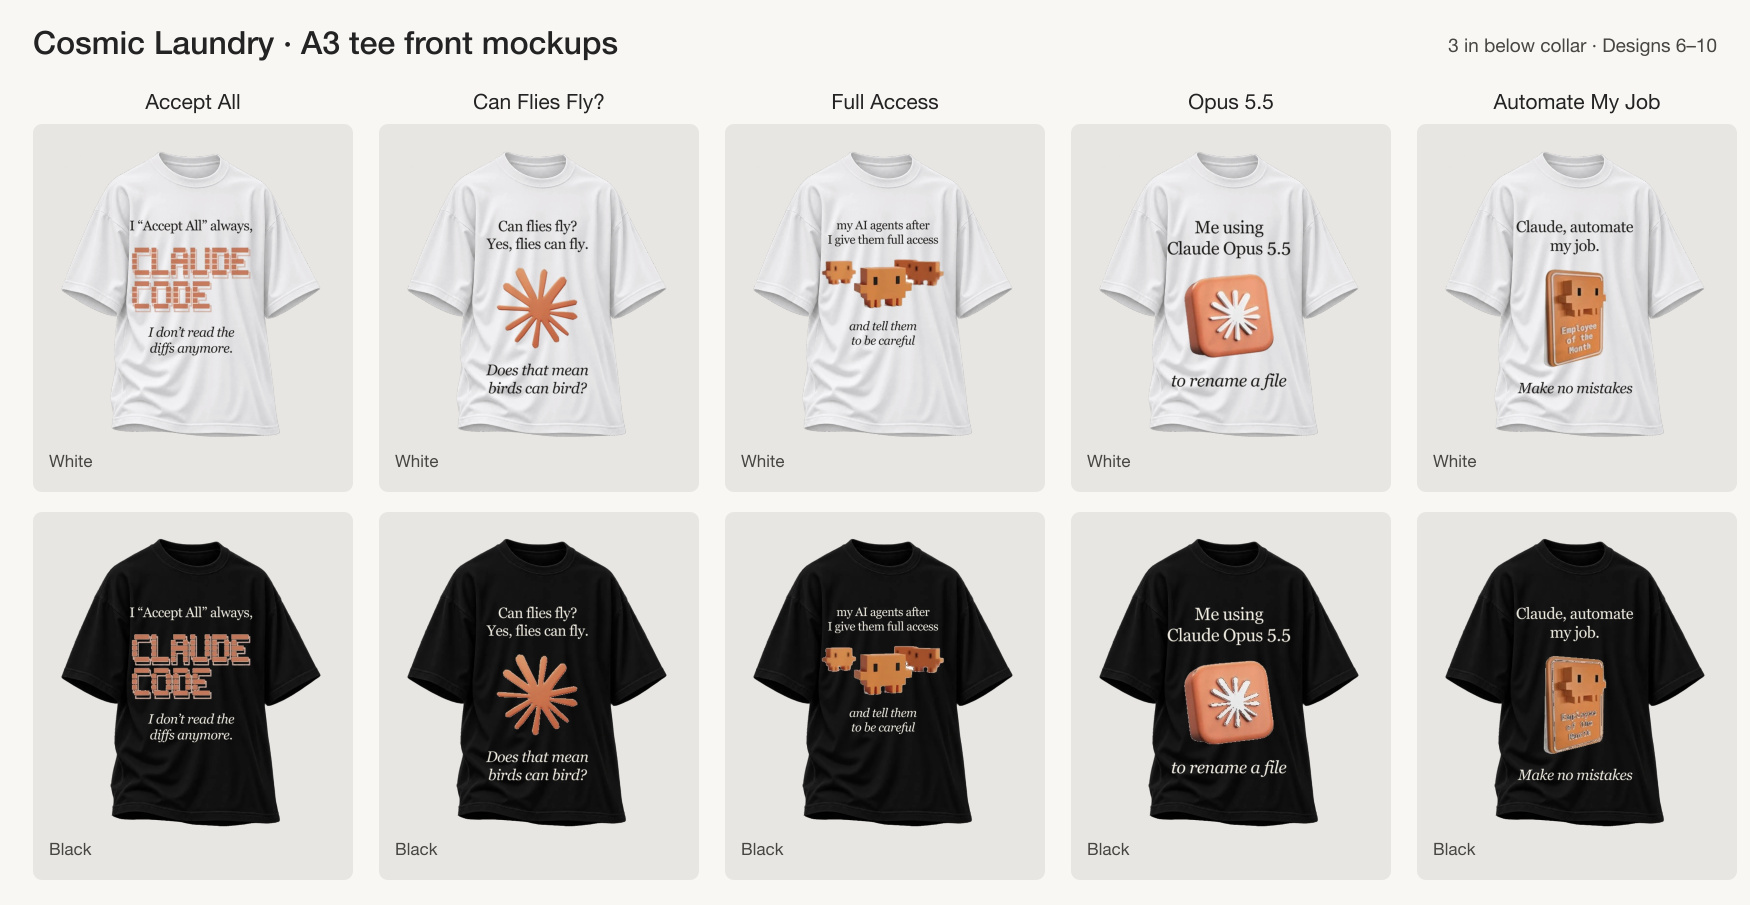 Cosmic Laundry · A3 tee front mockups
3 in below collar · Designs 6–10
Accept All
Can Flies Fly?
Full Access
Opus 5.5
Automate My Job
I “Accept All” always,
CLAUDE
CODE
I don’t read the
diffs anymore.
White
Can flies fly?
Yes, flies can fly.
Does that mean
birds can bird?
White
my AI agents after
I give them full access
and tell them
to be careful
White
Me using
Claude Opus 5.5
to rename a file
White
Claude, automate
my job.
Employee
of the
Month
Make no mistakes
White
I “Accept All” always,
CLAUDE
CODE
I don’t read the
diffs anymore.
Black
Can flies fly?
Yes, flies can fly.
Does that mean
birds can bird?
Black
my AI agents after
I give them full access
and tell them
to be careful
Black
Me using
Claude Opus 5.5
to rename a file
Black
Claude, automate
my job.
Make no mistakes
Black